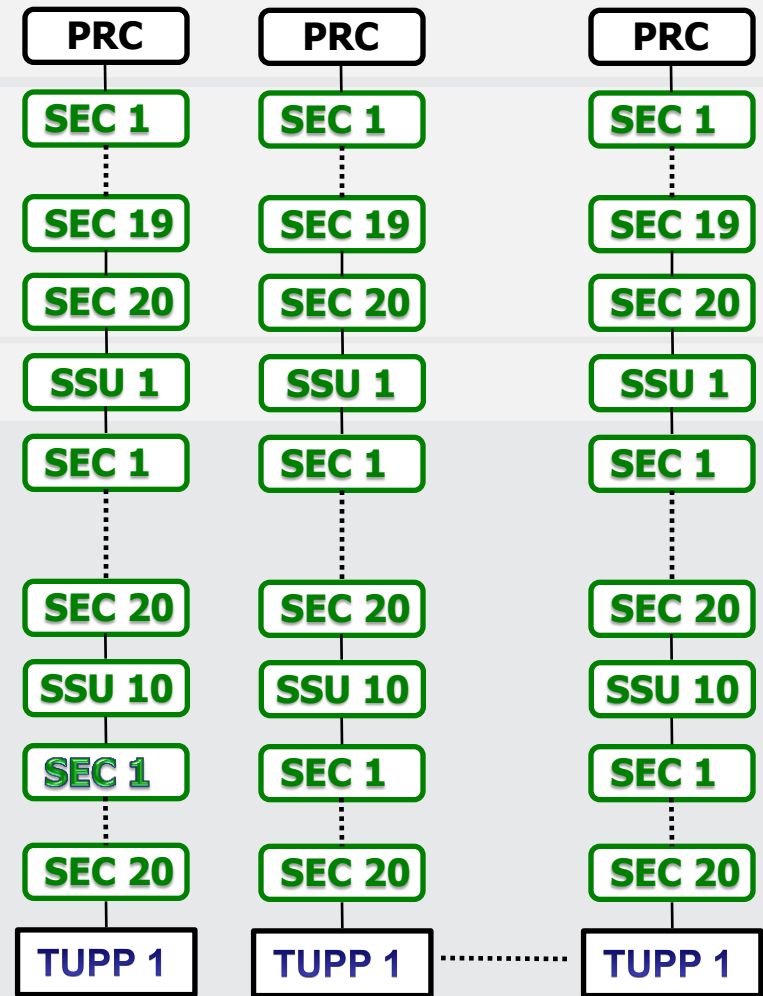 PRC PRC PRC
SEC 1 SEC 1 SEC 1
SEC 19 SEC 19 SEC 19
SEC 20 SEC 20 SEC 20
SSU 1 SSU 1 SSU 1
SEC 1 SEC 1 SEC 1
SEC 20 SEC 20 SEC 20
SSU 10 SSU 10 SSU 10
SEC 1 SEC 1 SEC 1
SEC 20 SEC 20 SEC 20
TUPP 1 TUPP 1 TUPP 1